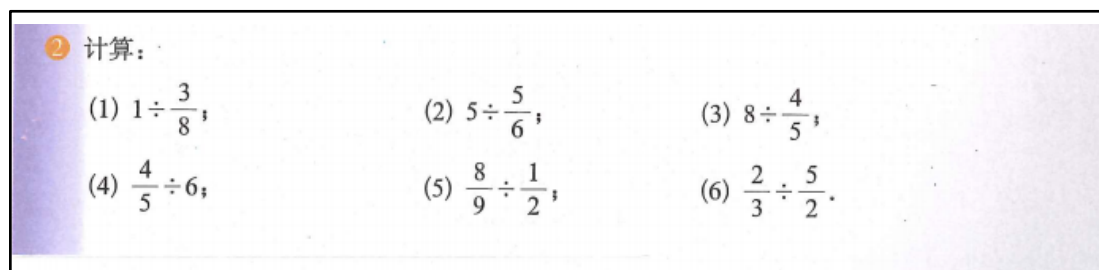 2 计算：
(1) 1÷3/8； (2) 5÷5/6； (3) 8÷4/5；
(4) 4/5÷6； (5) 8/9÷1/2； (6) 2/3÷5/2.